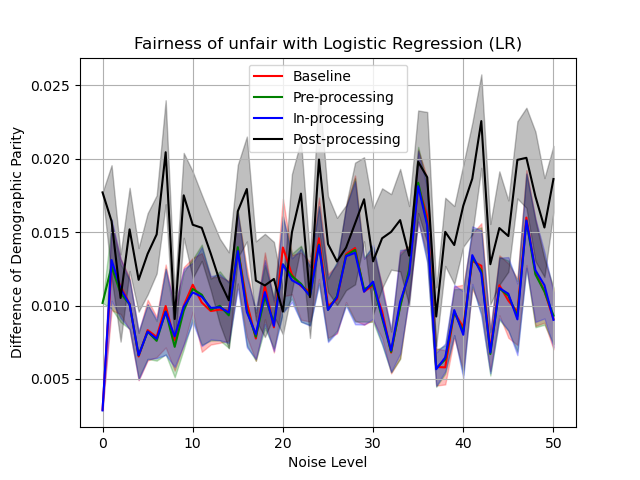 Fairness of unfair with Logistic Regression (LR)
Baseline
Pre-processing
In-processing
Post-processing
Difference of Demographic Parity
0.025
0.020
0.015
0.010
0.005
0 10 20 30 40 50
Noise Level